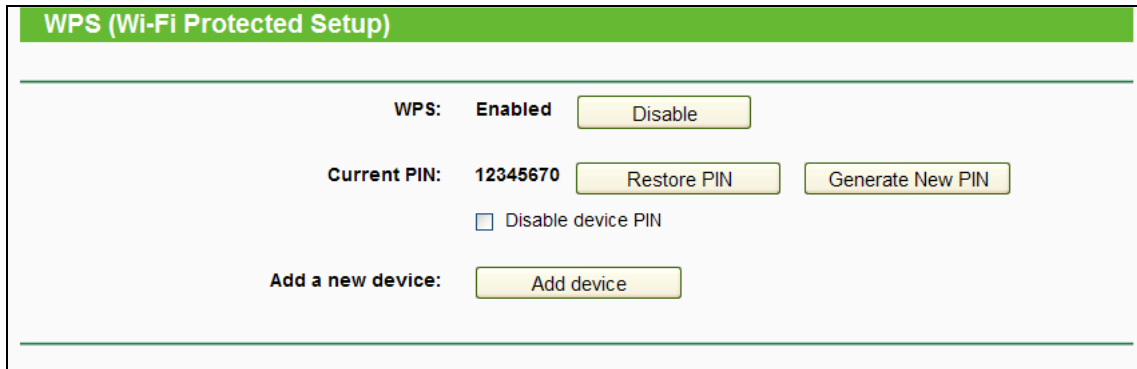 WPS (Wi-Fi Protected Setup)
WPS: Enabled Disable
Current PIN: 12345670 Restore PIN Generate New PIN
Disable device PIN
Add a new device: Add device